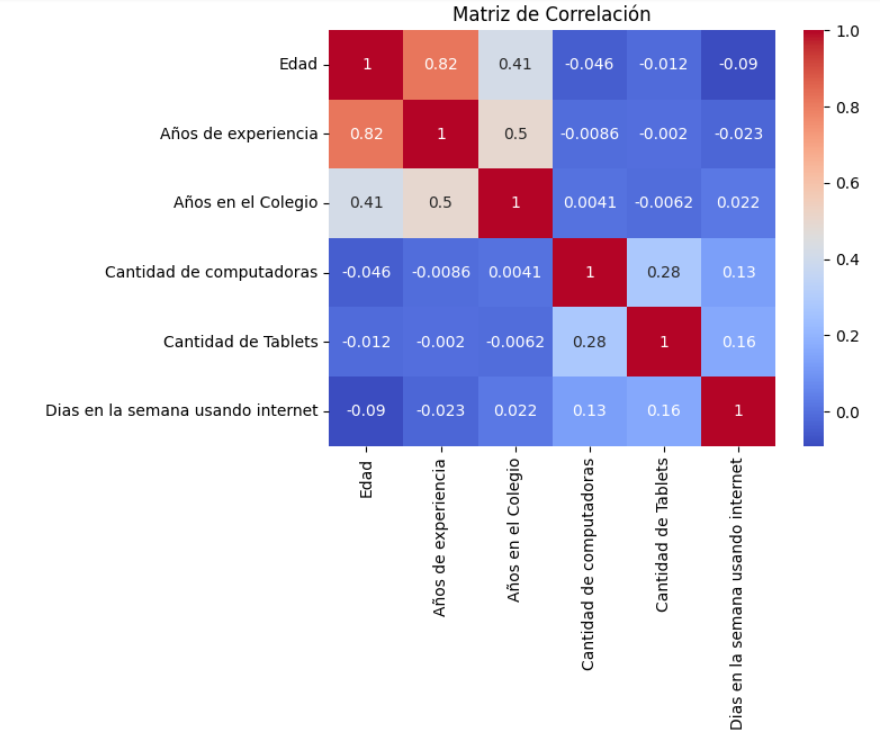 Matriz de Correlación
Edad 1 0.82 0.41 -0.046 -0.012 -0.09
Años de experiencia 0.82 1 0.5 -0.0086 -0.002 -0.023
Años en el Colegio 0.41 0.5 1 0.0041 -0.0062 0.022
Cantidad de computadoras -0.046 -0.0086 0.0041 1 0.28 0.13
Cantidad de Tablets -0.012 -0.002 -0.0062 0.28 1 0.16
Dias en la semana usando internet -0.09 -0.023 0.022 0.13 0.16 1
Edad
Años de experiencia
Años en el Colegio
Cantidad de computadoras
Cantidad de Tablets
Dias en la semana usando internet
1.0
0.8
0.6
0.4
0.2
0.0